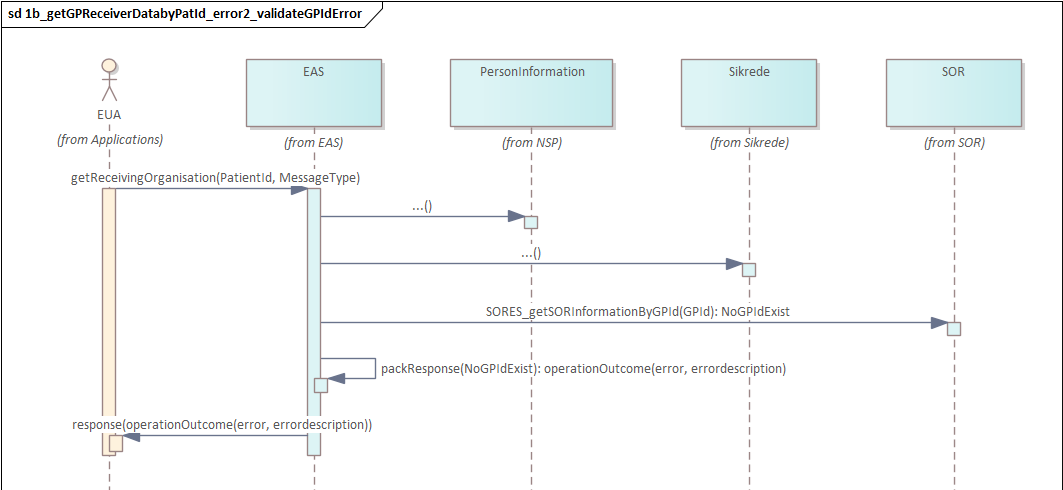 sd 1b_getGPReceiverDatabyPatId_error2_validateGPIdError
EAS
PersonInformation
Sikrede
SOR
EUA
(from Applications)
(from EAS)
(from NSP)
(from Sikrede)
(from SOR)
getReceivingOrganisation(PatientId, MessageType)
...()
...()
SORES_getSORInformationByGPId(GPId): NoGPIdExist
packResponse(NoGPIdExist): operationOutcome(error, errordescription)
response(operationOutcome(error, errordescription))